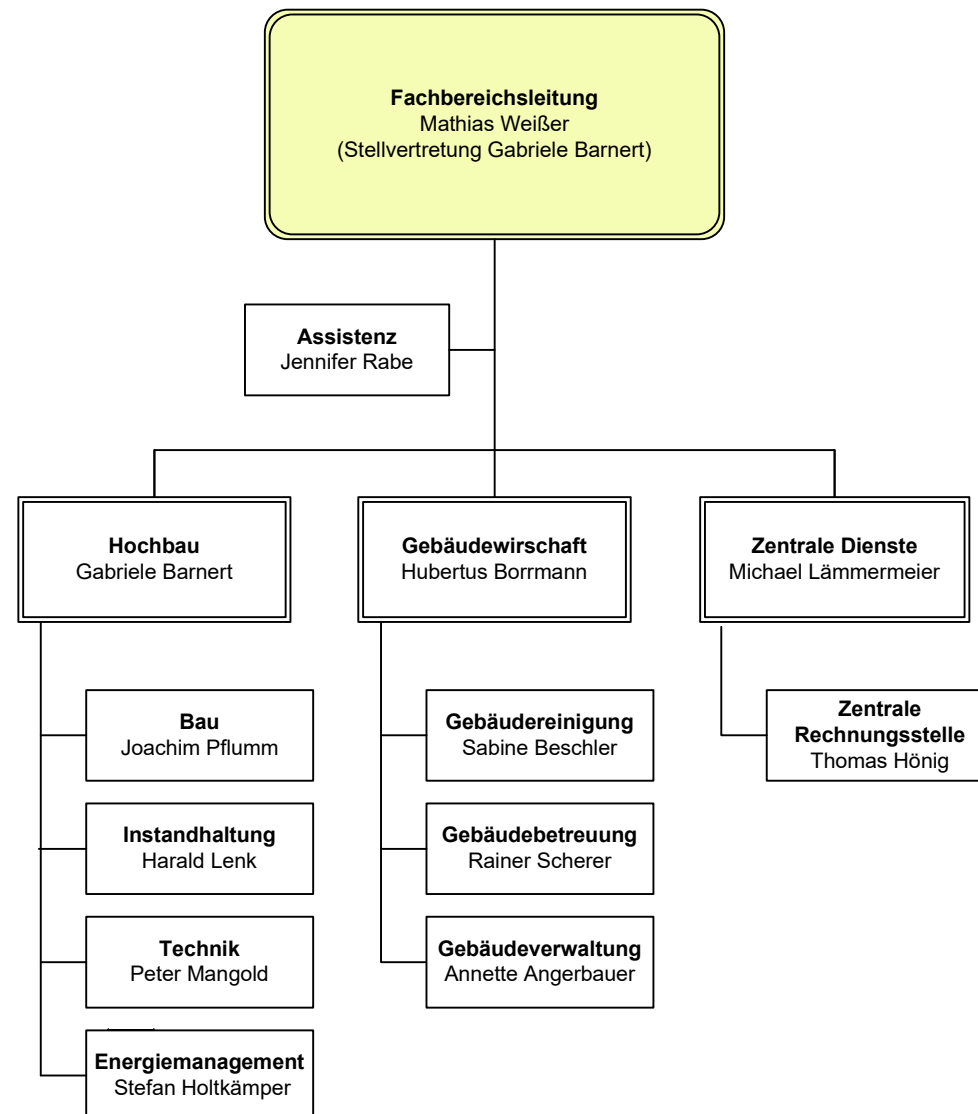 Fachbereichsleitung
Mathias Weißer
(Stellvertretung Gabriele Barnert)
Assistenz
Jennifer Rabe
Hochbau
Gabriele Barnert
Gebäudewirschaft
Hubertus Borrmann
Zentrale Dienste
Michael Lämmermeier
Bau
Joachim Pflumm
Instandhaltung
Harald Lenk
Technik
Peter Mangold
Energiemanagement
Stefan Holtkämper
Gebäudereinigung
Sabine Beschler
Gebäudebetreuung
Rainer Scherer
Gebäudeverwaltung
Annette Angerbauer
Zentrale
Rechnungsstelle
Thomas Hönig